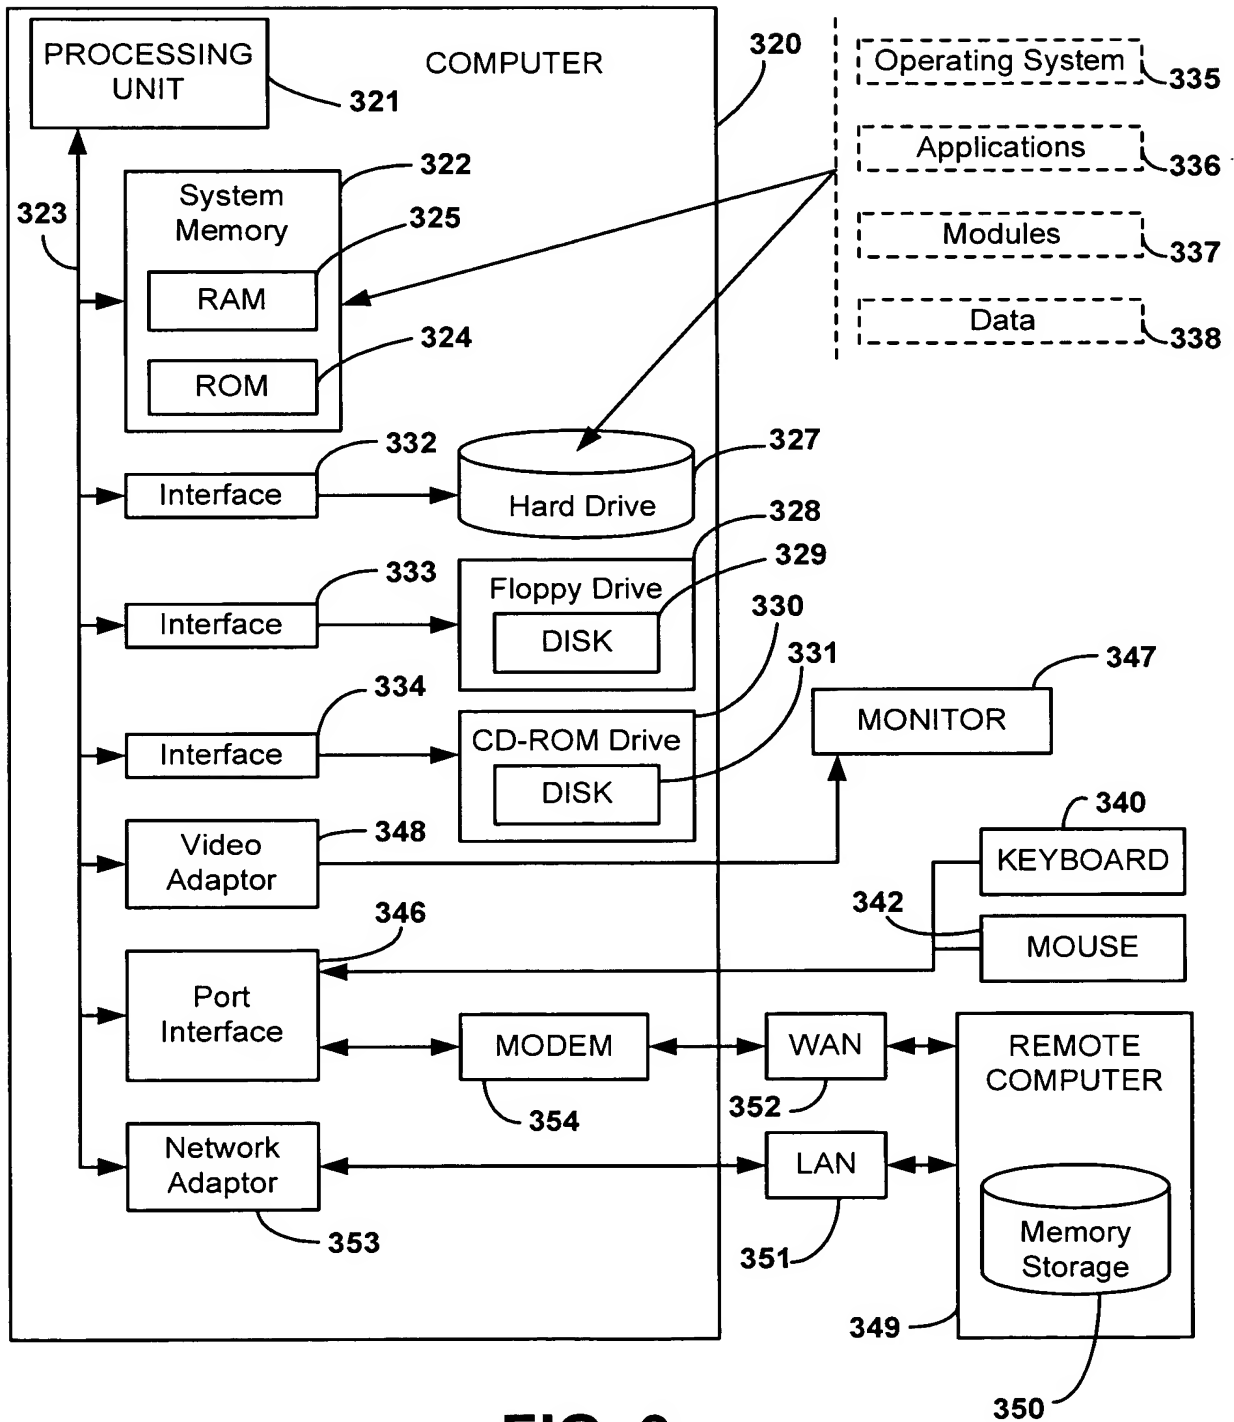 PROCESSING
UNIT
321
COMPUTER
320
Operating System
335
Applications
336
Modules
337
Data
338
323
System
Memory
322
325
RAM
324
ROM
332
Interface
327
Hard Drive
328
329
333
Interface
Floppy Drive
DISK
330
331
334
Interface
CD-ROM Drive
DISK
347
MONITOR
348
Video
Adaptor
340
KEYBOARD
342
MOUSE
346
Port
Interface
MODEM
354
WAN
352
REMOTE
COMPUTER
Network
Adaptor
353
LAN
351
Memory
Storage
349
350